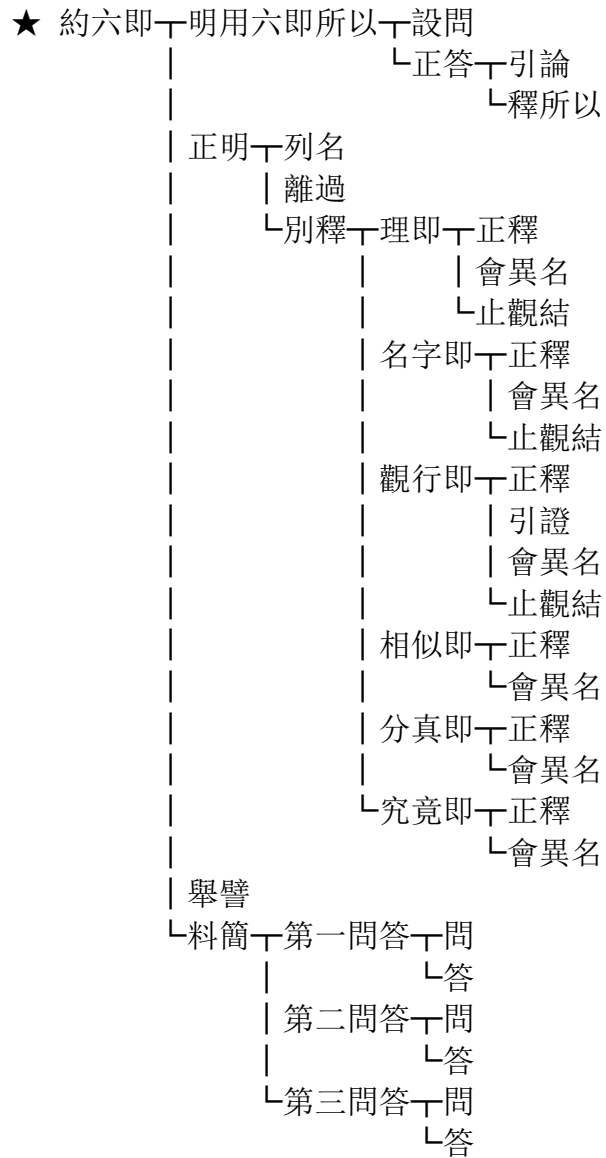 ★ 約六即┬明用六即所以┬設問
│ └正答┬引論
│ └釋所以
│正明┬列名
│ │離過
│ └別釋┬理即┬正釋
│ │ │會異名
│ │ └止觀結
│ │名字即┬正釋
│ │ │會異名
│ │ └止觀結
│ │觀行即┬正釋
│ │ │引證
│ │ │會異名
│ │ └止觀結
│ │相似即┬正釋
│ │ └會異名
│ │分真即┬正釋
│ │ └會異名
│ └究竟即┬正釋
│ └會異名
│舉譬
└料簡┬第一問答┬問
│ └答
│第二問答┬問
│ └答
└第三問答┬問
└答